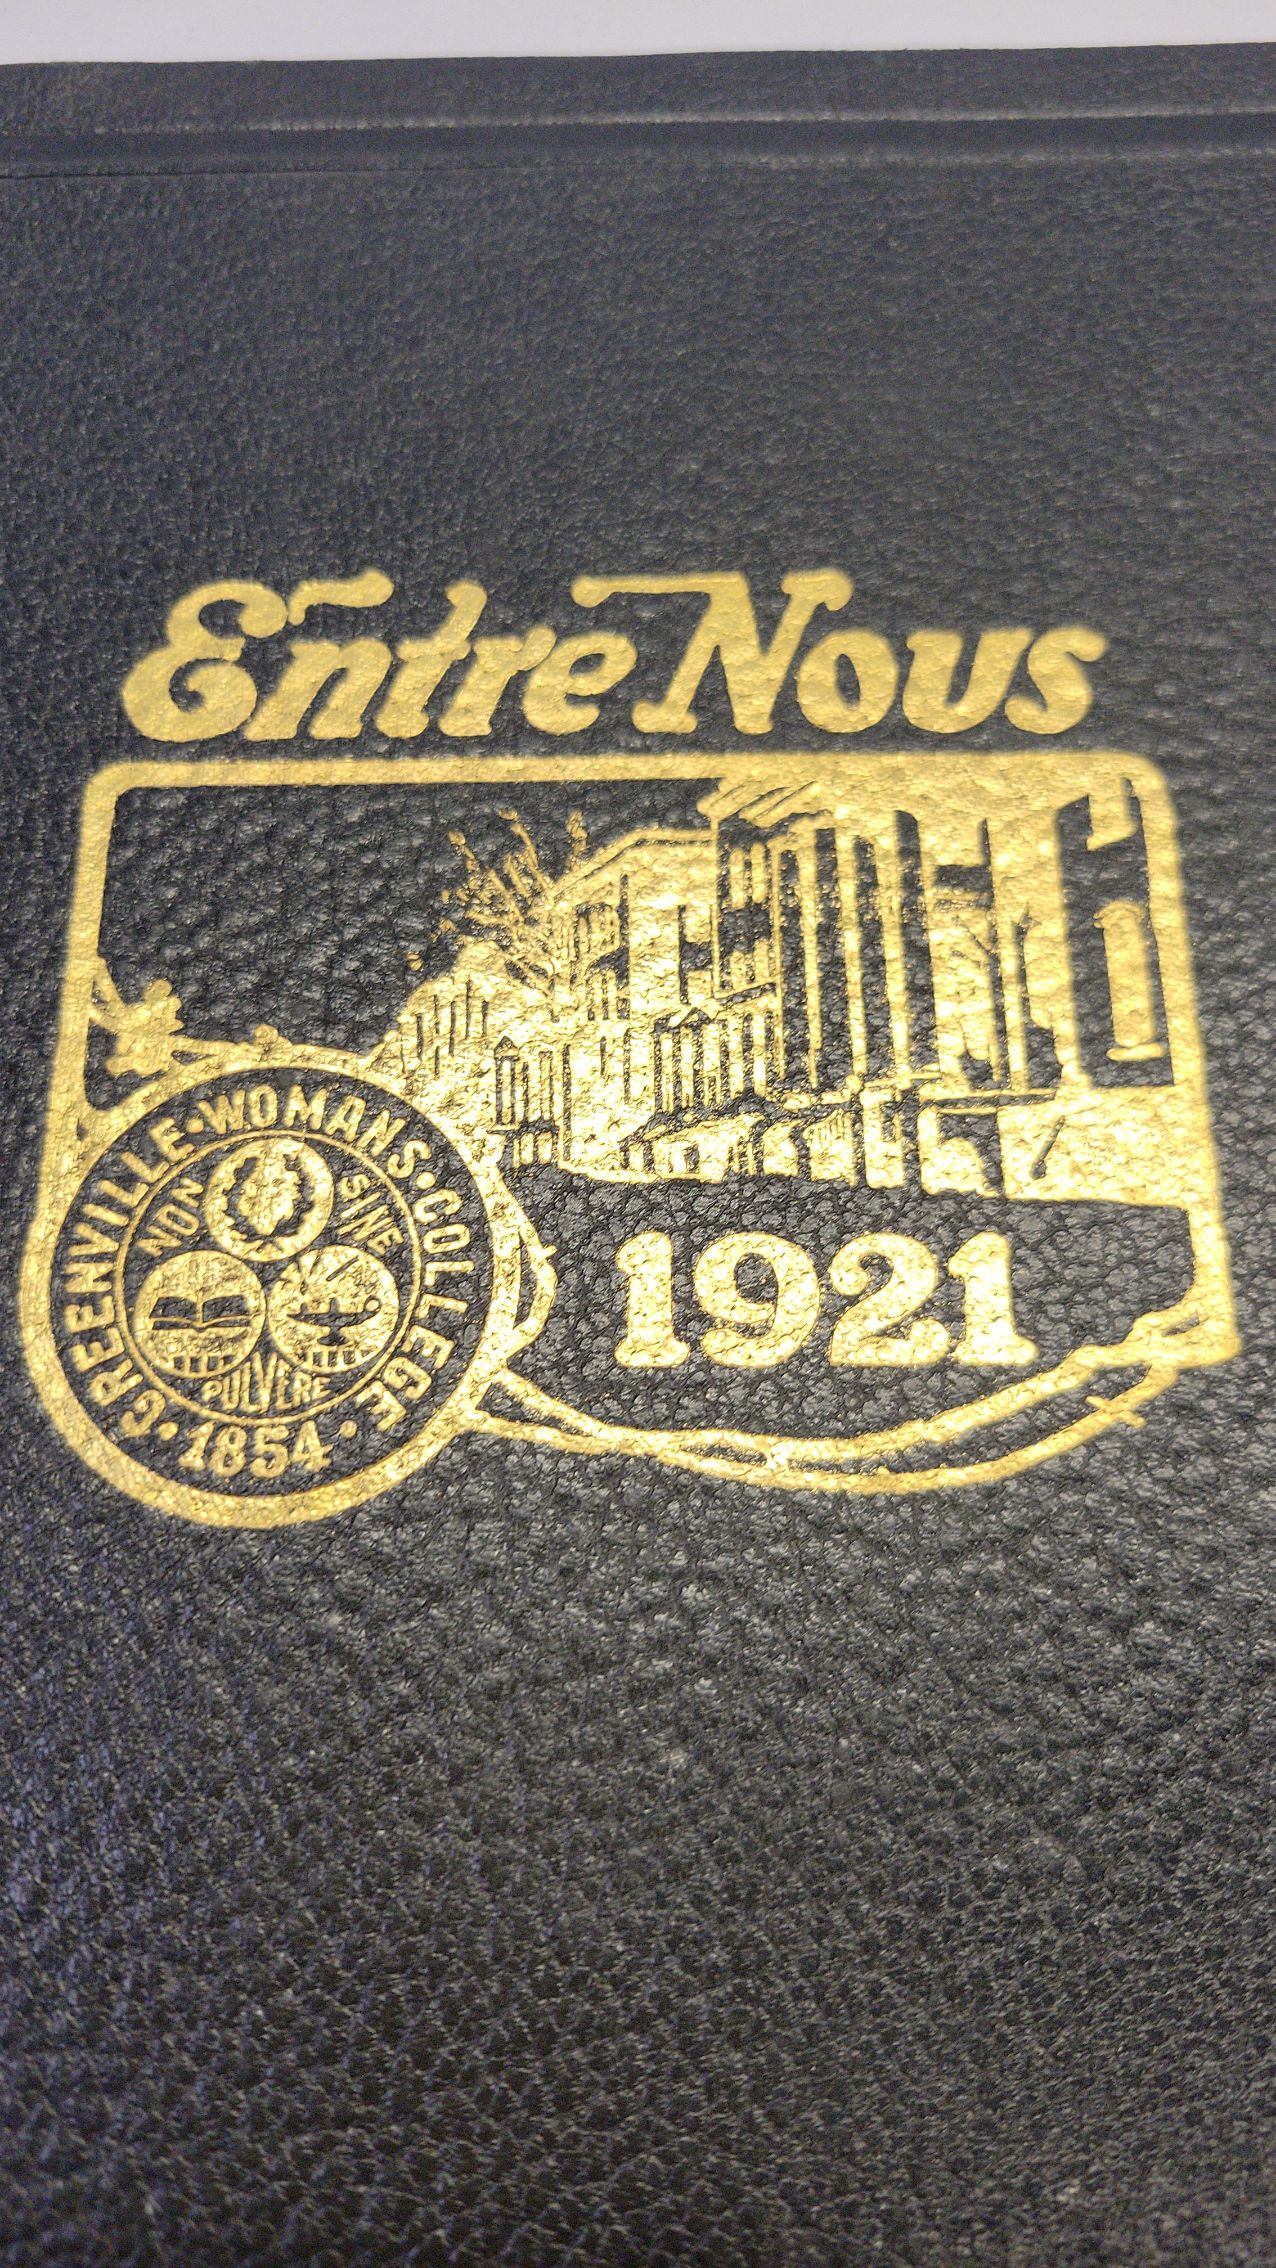 Entre Nous
GREENVILLE · WOMANS · COLLEGE
NON SINE
PULVERE
· 1854 ·
1921